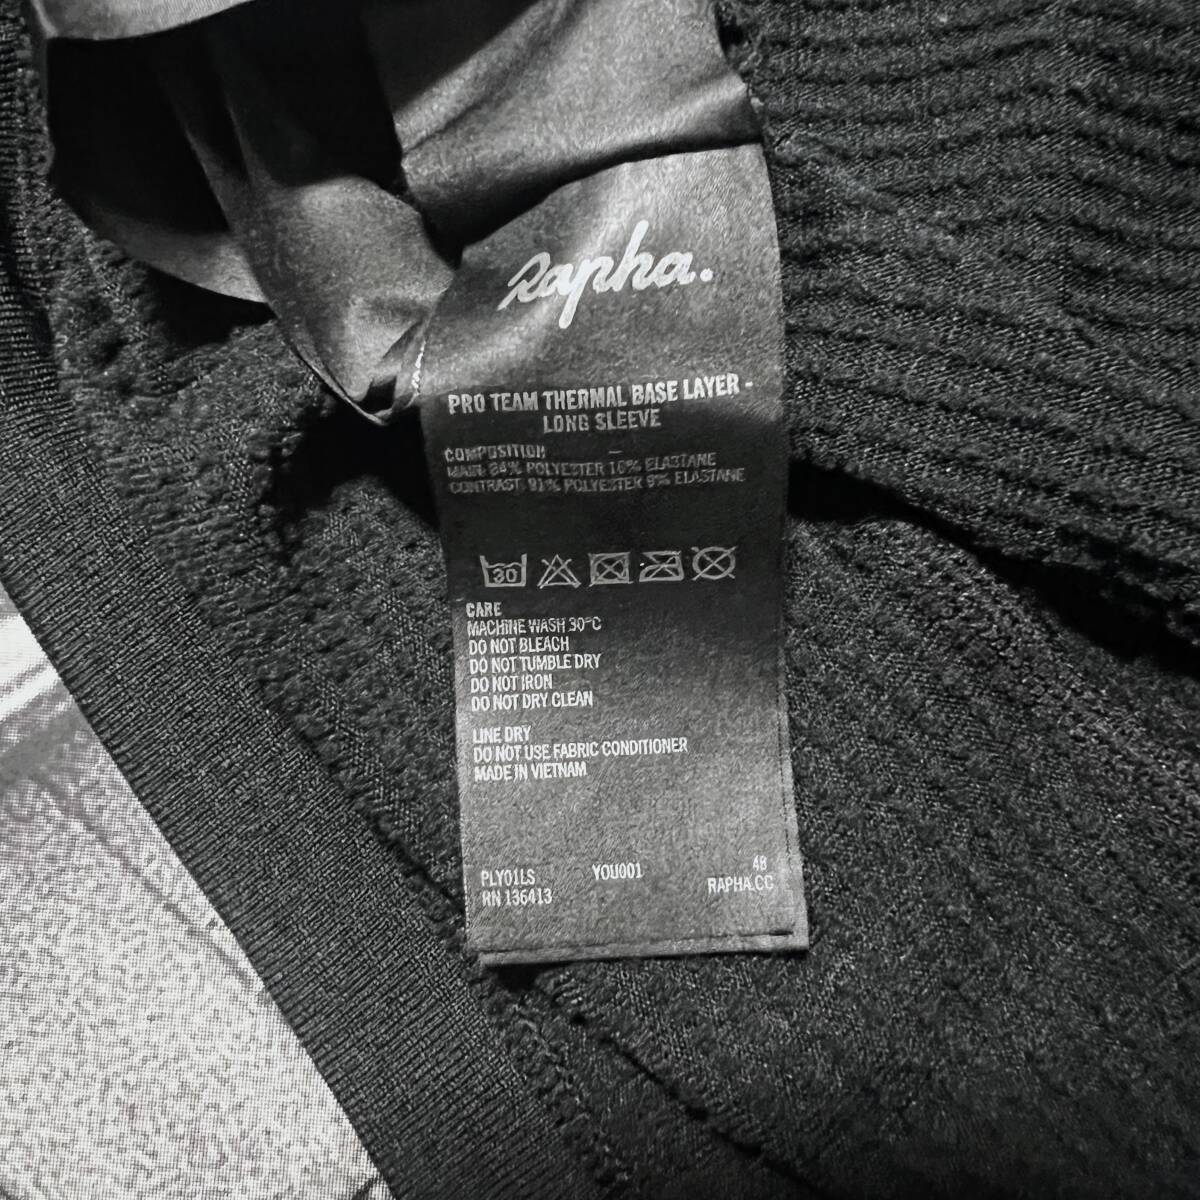 Rapha.
PRO TEAM THERMAL BASE LAYER -
LONG SLEEVE
COMPOSITION
MAIN: 84% POLYESTER 16% ELASTANE
CONTRAST: 91% POLYESTER 9% ELASTANE
30
CARE
MACHINE WASH 30°C
DO NOT BLEACH
DO NOT TUMBLE DRY
DO NOT IRON
DO NOT DRY CLEAN
LINE DRY
DO NOT USE FABRIC CONDITIONER
MADE IN VIETNAM
PLY01LS YOU001 48
RN 136413 RAPHA.CC